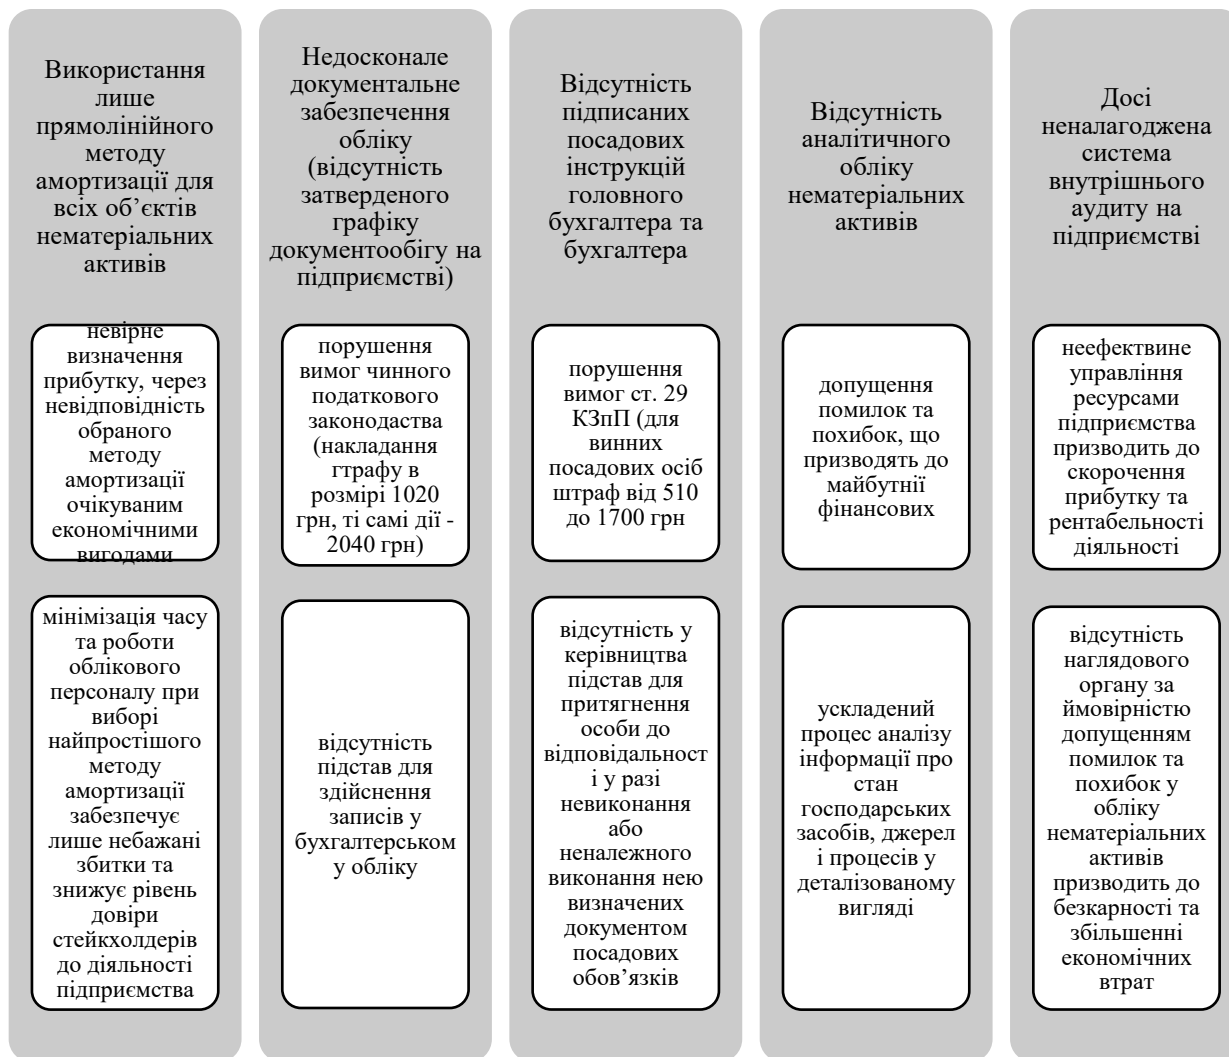 Використання
лише
прямолінійного
методу
амортизації для
всіх об’єктів
нематеріальних
активів
невірне
визначення
прибутку, через
невідповідність
обраного
методу
амортизації
очікуваним
економічними
вигодами
мінімізація часу
та роботи
облікового
персоналу при
виборі
найпростішого
методу
амортизації
забезпечує
лише небажані
збитки та
знижує рівень
довіри
стейкхолдерів
до діяльності
підприємства
Недосконале
документальне
забезпечення
обліку
(відсутність
затверденого
графіку
документообігу на
підприємстві)
порушення
вимог чинного
податкового
законодаства
(накладання
гтрафу в
розмірі 1020
грн, ті самі дії -
2040 грн)
відсутність
підстав для
здійснення
записів у
бухгалтерськом
у обліку
Відсутність
підписаних
посадових
інструкцій
головного
бухгалтера та
бухгалтера
порушення
вимог ст. 29
КЗпП (для
винних
посадових осіб
штраф від 510
до 1700 грн
відсутність у
керівництва
підстав для
притягнення
особи до
відповідальност
і у разі
невиконання
або
неналежного
виконання нею
визначених
документом
посадових
обов’язків
Відсутність
аналітичного
обліку
нематеріальних
активів
допущення
помилок та
похибок, що
призводять до
майбутнії
фінансових
ускладений
процес аналізу
інформації про
стан
господарських
засобів, джерел
і процесів у
деталізованому
вигляді
Досі
неналагоджена
система
внутрішнього
аудиту на
підприємстві
неефектвине
управління
ресурсами
підприємства
призводить до
скорочення
прибутку та
рентабельності
діяльності
відсутність
наглядового
органу за
ймовірністю
допущенням
помилок та
похибок у
обліку
нематеріальних
активів
призводить до
безкарності та
збільшенні
економічних
втрат